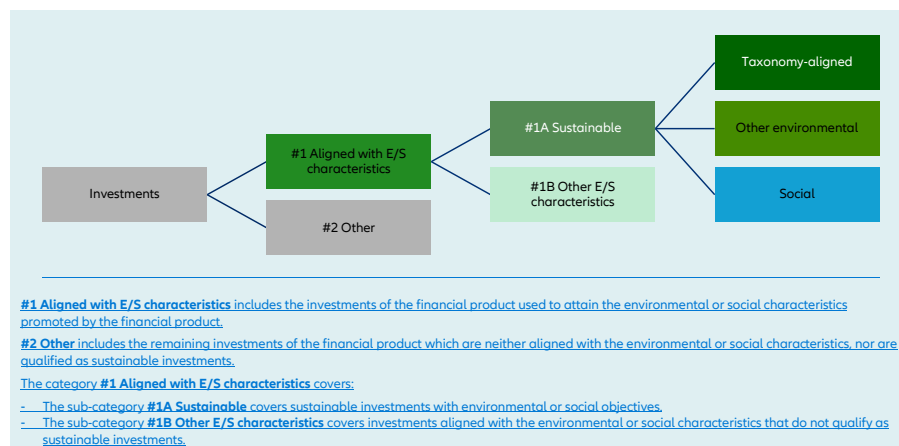 Taxonomy-aligned
#1A Sustainable
Other environmental
#1 Aligned with E/S
characteristics
Investments
#1B Other E/S
characteristics
Social
#2 Other
#1 Aligned with E/S characteristics includes the investments of the financial product used to attain the environmental or social characteristics
promoted by the financial product.
#2 Other includes the remaining investments of the financial product which are neither aligned with the environmental or social characteristics, nor are
qualified as sustainable investments.
The category #1 Aligned with E/S characteristics covers:
- The sub-category #1A Sustainable covers sustainable investments with environmental or social objectives.
- The sub-category #1B Other E/S characteristics covers investments aligned with the environmental or social characteristics that do not qualify as
sustainable investments.